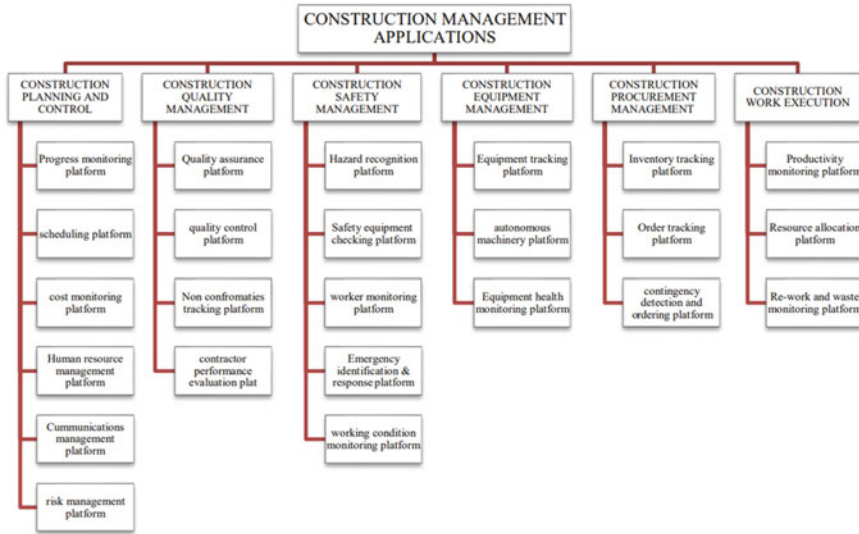 CONSTRUCTION MANAGEMENT
APPLICATIONS
CONSTRUCTION
PLANNING AND
CONTROL
Progress monitoring
platform
scheduling platform
cost monitoring
platform
Human resource
management
platform
Cummunications
management
platform
risk management
platform
CONSTRUCTION
QUALITY
MANAGEMENT
Quality assurance
platform
quality control
platform
Non confromaties
tracking platform
contractor
performance
evaluation plat
CONSTRUCTION
SAFETY
MANAGEMENT
Hazard recognition
platform
Safety equipment
checking platform
worker monitoring
platform
Emergency
identification &
response platform
working condition
monitoring platform
CONSTRUCTION
EQUIPMENT
MANAGEMENT
Equipment tracking
platform
autonomous
machinery platform
Equipment health
monitoring platform
CONSTRUCTION
PROCUREMENT
MANAGEMENT
Inventory tracking
platform
Order tracking
platform
contingency
detection and
ordering platform
CONSTRUCTION
WORK EXECUTION
Productivity
monitoring platform
Resource allocation
platform
Re-work and waste
monitoring platform